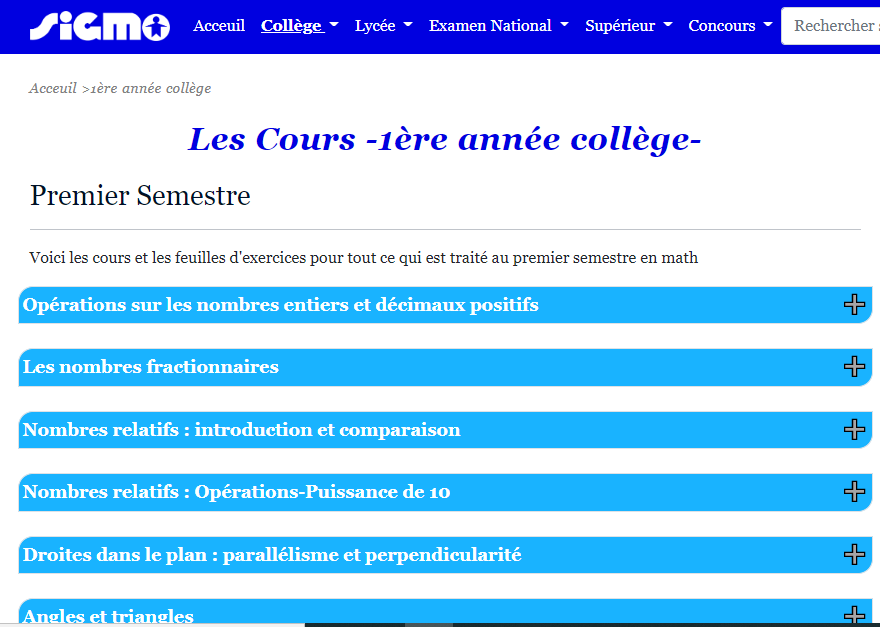 SIGMO
Acceuil Collège Lycée Examen National Supérieur Concours Rechercher
Acceuil >1ère année collège
Les Cours -1ère année collège-
Premier Semestre
Voici les cours et les feuilles d'exercices pour tout ce qui est traité au premier semestre en math
Opérations sur les nombres entiers et décimaux positifs
Les nombres fractionnaires
Nombres relatifs : introduction et comparaison
Nombres relatifs : Opérations-Puissance de 10
Droites dans le plan : parallélisme et perpendicularité
Angles et triangles